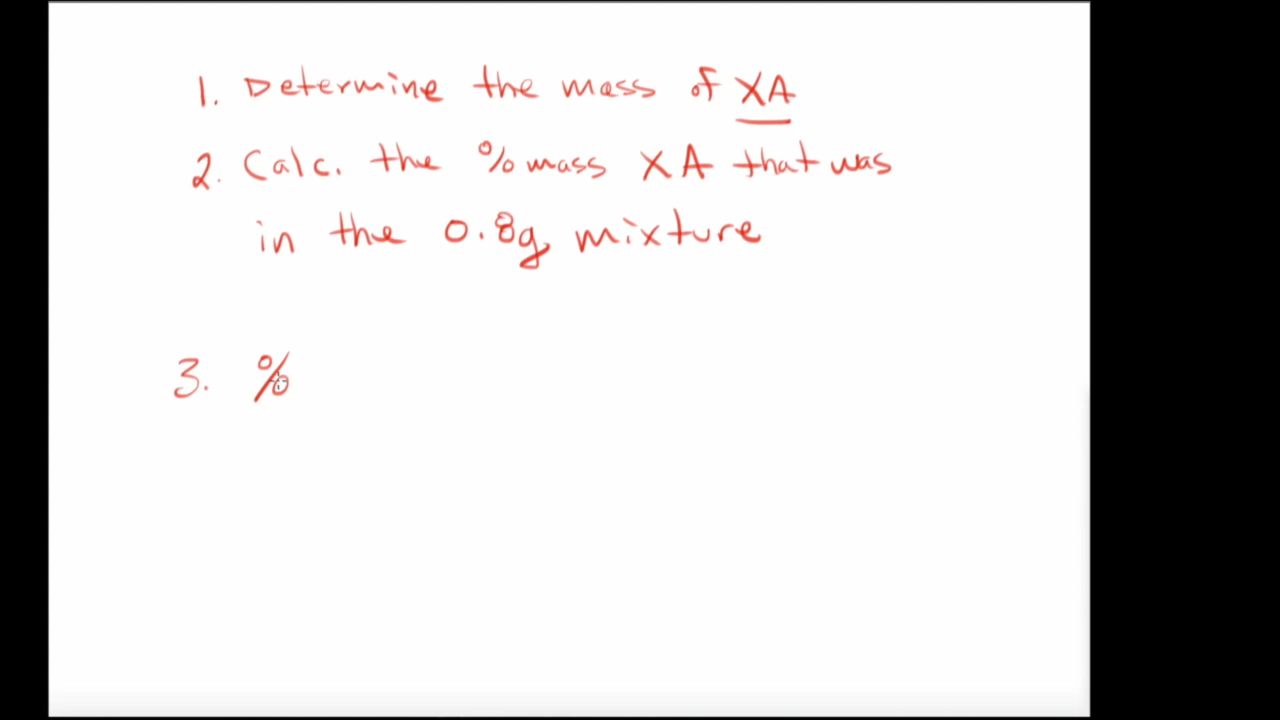 1. Determine the mass of XA
2. Calc. the % mass XA that was
in the 0.8g mixture
3. %